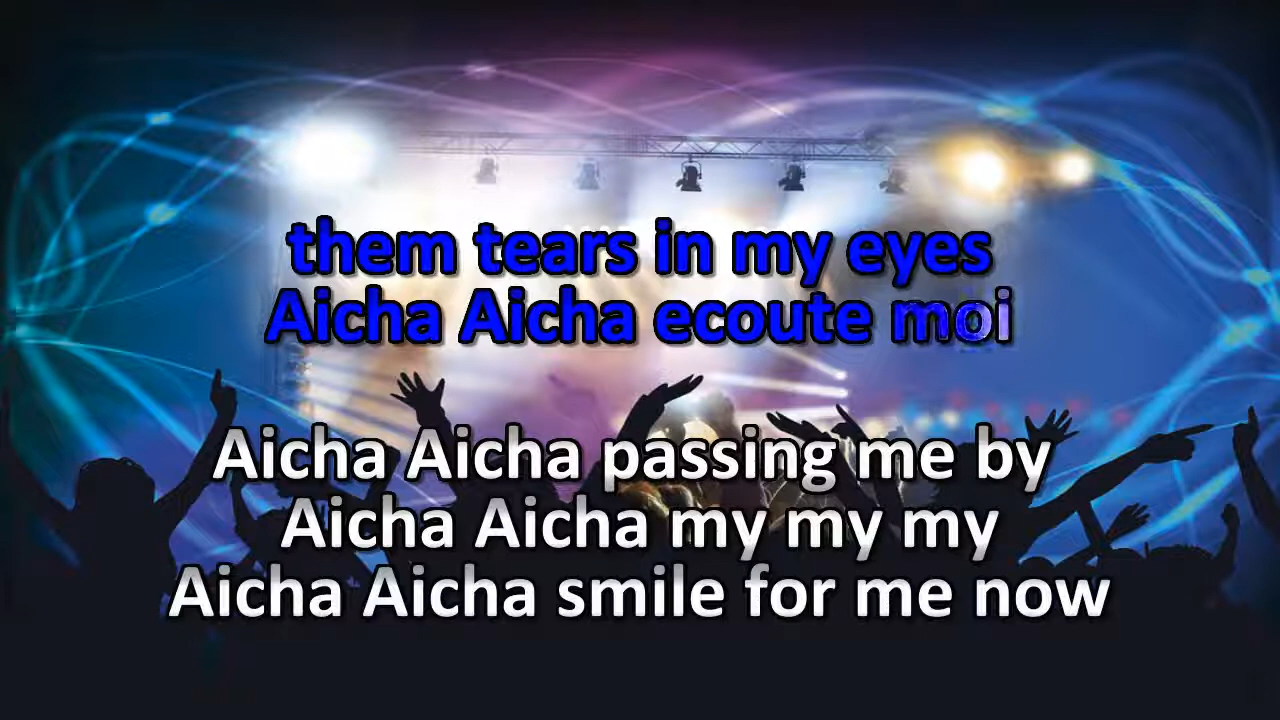 them tears in my eyes
Aicha Aicha ecoute moi
Aicha Aicha passing me by
Aicha Aicha my my my
Aicha Aicha smile for me now